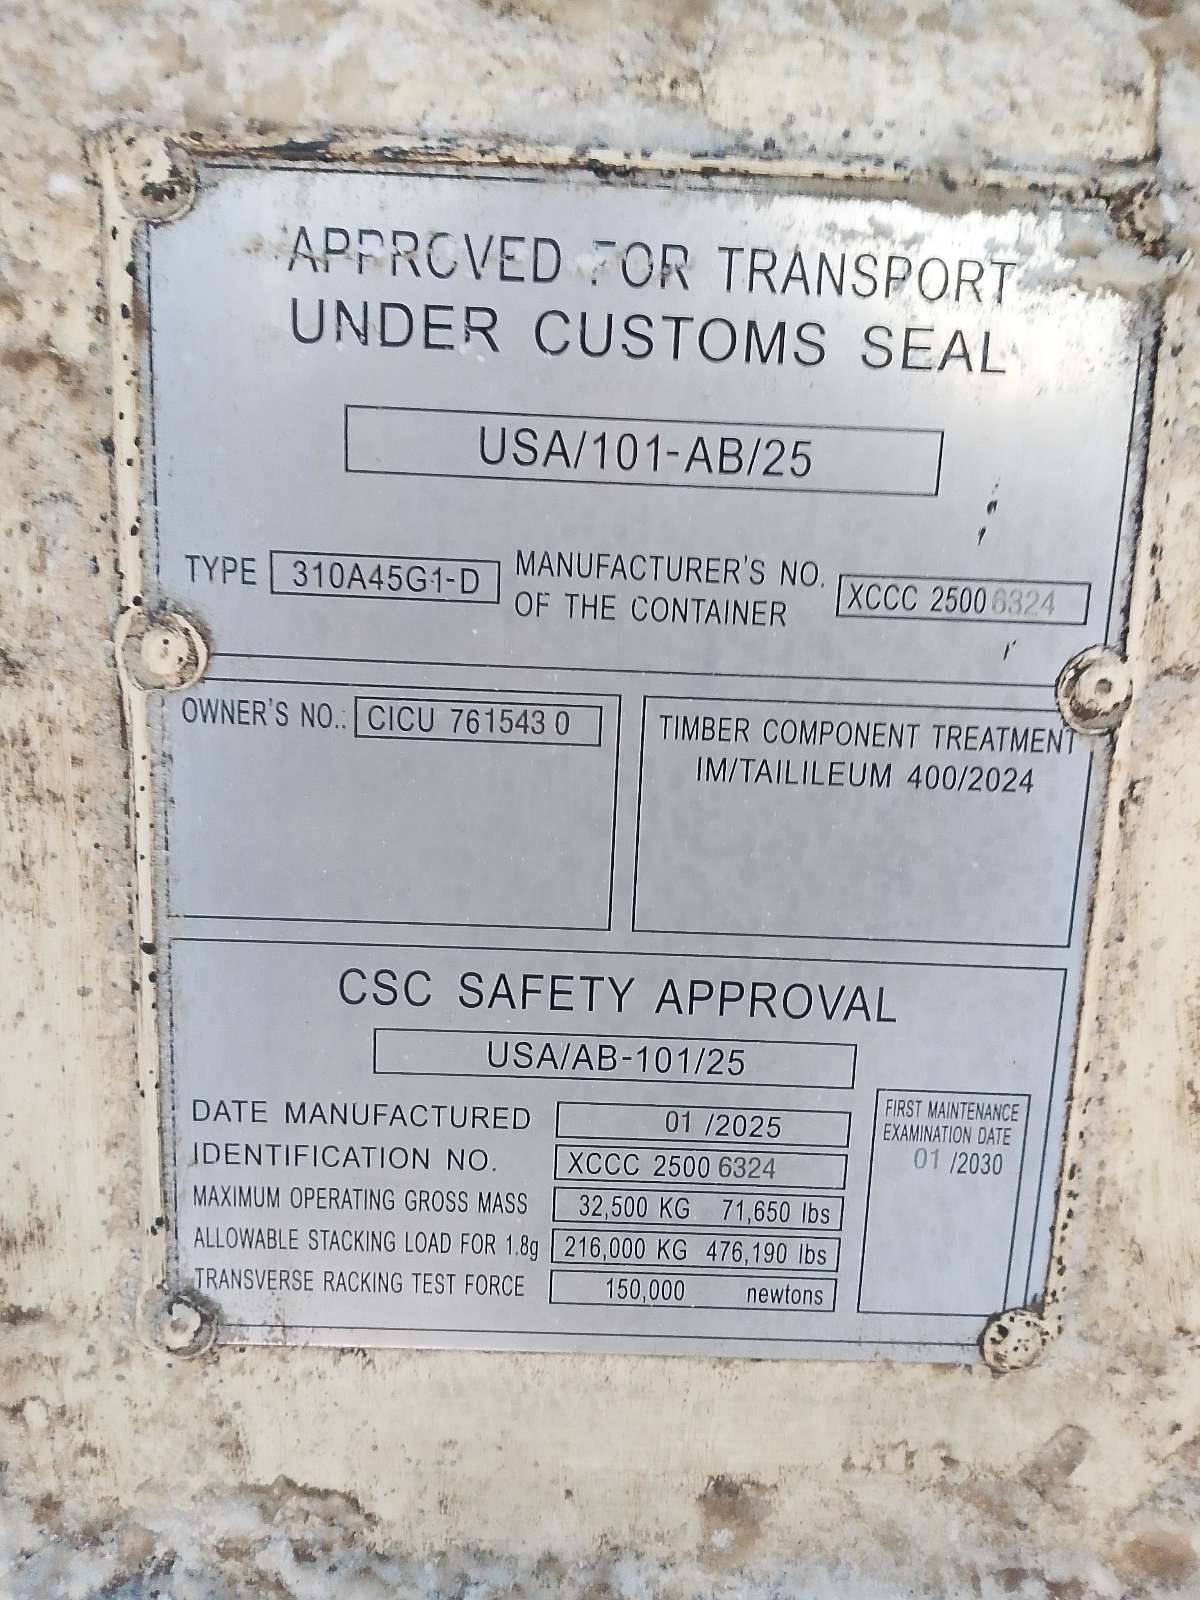 APPROVED FOR TRANSPORT
UNDER CUSTOMS SEAL
USA/101-AB/25
TYPE 310A45G1-D MANUFACTURER'S NO. OF THE CONTAINER XCCC 2500 6324
OWNER'S NO.: CICU 761543 0
TIMBER COMPONENT TREATMENT
IM/TAILILEUM 400/2024
CSC SAFETY APPROVAL
USA/AB-101/25
DATE MANUFACTURED 01 /2025
IDENTIFICATION NO. XCCC 2500 6324
MAXIMUM OPERATING GROSS MASS 32,500 KG 71,650 lbs
ALLOWABLE STACKING LOAD FOR 1.8g 216,000 KG 476,190 lbs
TRANSVERSE RACKING TEST FORCE 150,000 newtons
FIRST MAINTENANCE
EXAMINATION DATE
01 /2030